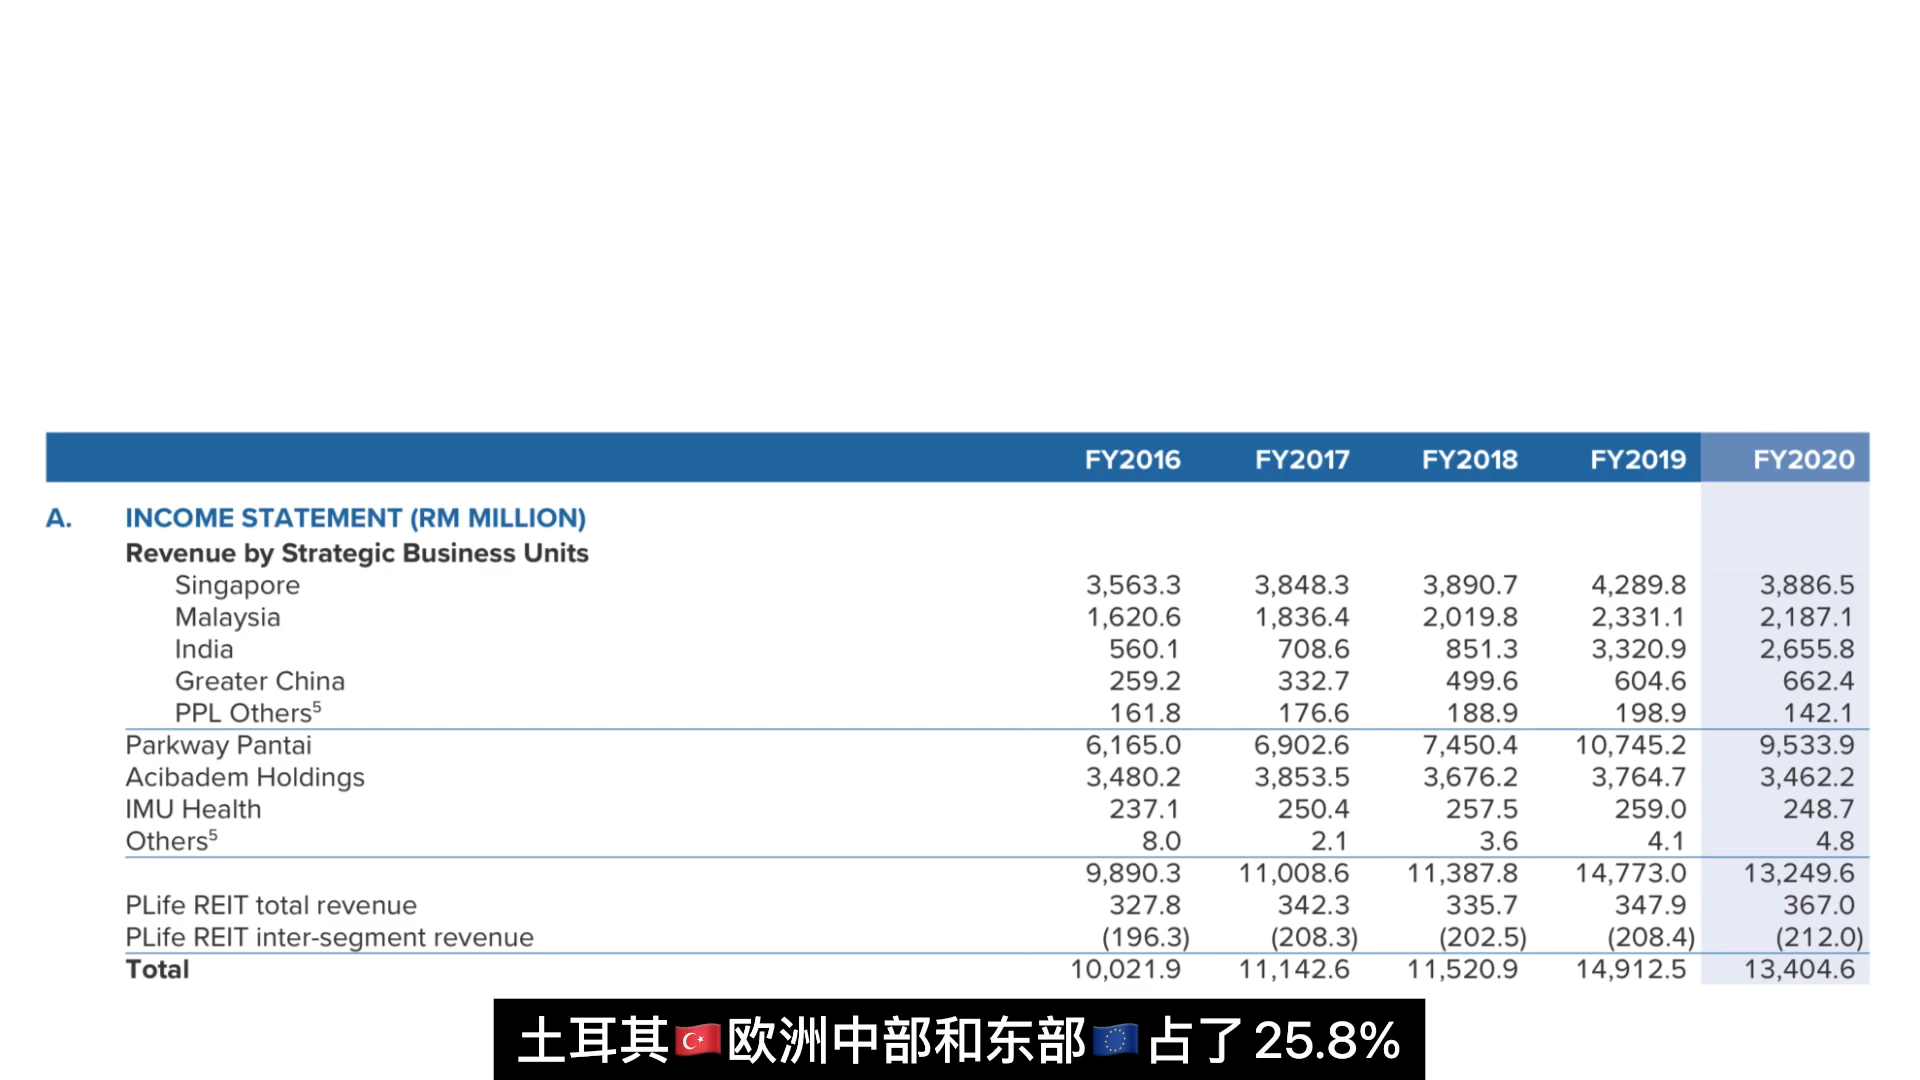 FY2016 FY2017 FY2018 FY2019 FY2020
A. INCOME STATEMENT (RM MILLION)
Revenue by Strategic Business Units
Singapore 3,563.3 3,848.3 3,890.7 4,289.8 3,886.5
Malaysia 1,620.6 1,836.4 2,019.8 2,331.1 2,187.1
India 560.1 708.6 851.3 3,320.9 2,655.8
Greater China 259.2 332.7 499.6 604.6 662.4
PPL Others⁵ 161.8 176.6 188.9 198.9 142.1
Parkway Pantai 6,165.0 6,902.6 7,450.4 10,745.2 9,533.9
Acibadem Holdings 3,480.2 3,853.5 3,676.2 3,764.7 3,462.2
IMU Health 237.1 250.4 257.5 259.0 248.7
Others⁵ 8.0 2.1 3.6 4.1 4.8
9,890.3 11,008.6 11,387.8 14,773.0 13,249.6
PLife REIT total revenue 327.8 342.3 335.7 347.9 367.0
PLife REIT inter-segment revenue (196.3) (208.3) (202.5) (208.4) (212.0)
Total 10,021.9 11,142.6 11,520.9 14,912.5 13,404.6
土耳其🇹🇷欧洲中部和东部🇪🇺占了25.8%